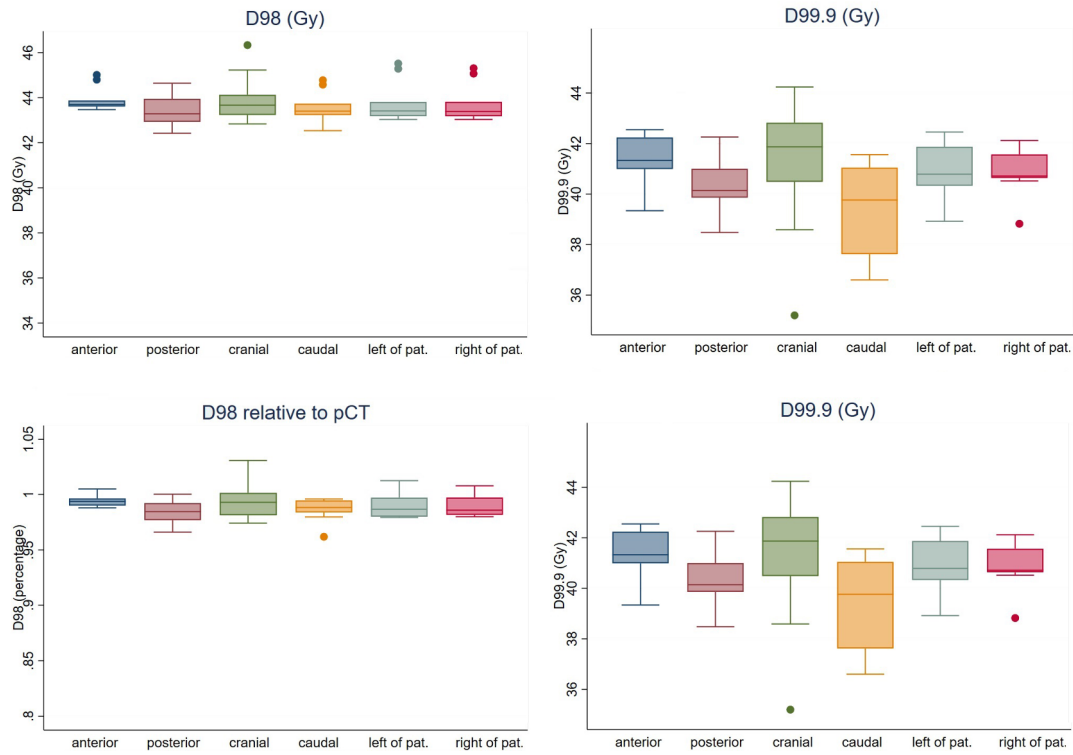 D98 (Gy)
D98 (Gy)
46
44
42
40
38
36
34
anterior posterior cranial caudal left of pat. right of pat.
D99.9 (Gy)
D99.9 (Gy)
44
42
40
38
36
anterior posterior cranial caudal left of pat. right of pat.
D98 relative to pCT
D98 (percentage)
1.05
1
.95
.9
.85
.8
anterior posterior cranial caudal left of pat. right of pat.
D99.9 (Gy)
D99.9 (Gy)
44
42
40
38
36
anterior posterior cranial caudal left of pat. right of pat.